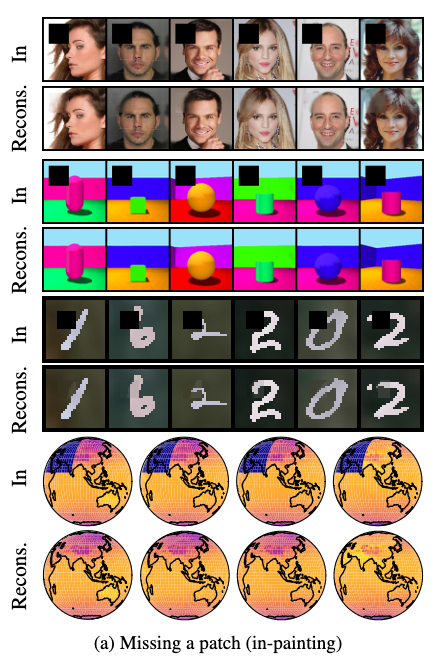 In
Recons.
In
Recons.
In
Recons.
In
Recons.
(a) Missing a patch (in-painting)